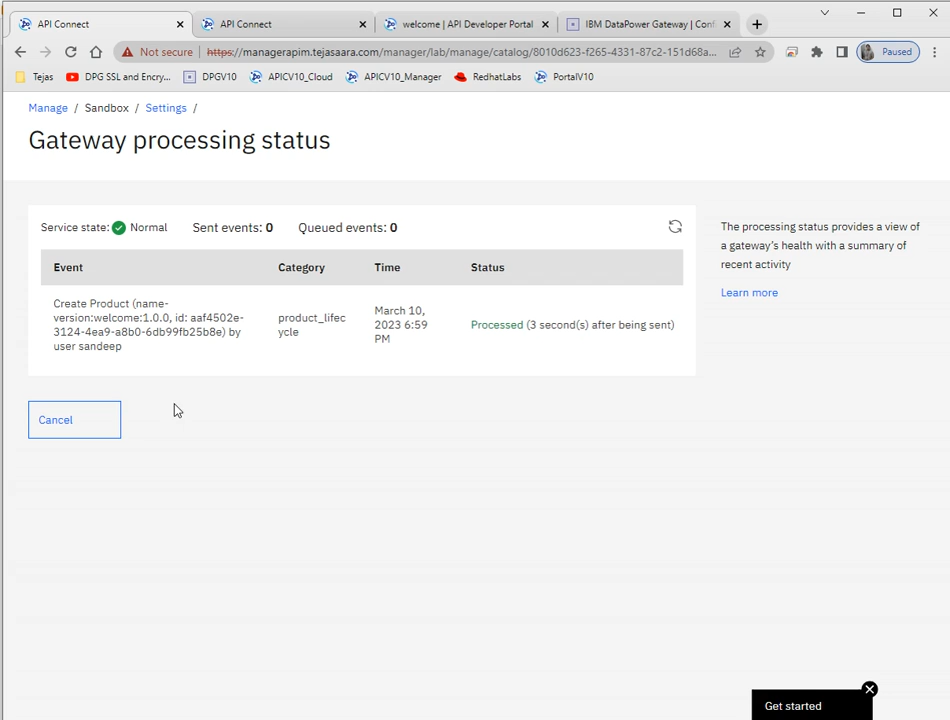 API Connect
API Connect
welcome | API Developer Portal
IBM DataPower Gateway | Conf
Not secure
https://managerapim.tejasaara.com/manager/lab/manage/catalog/8010d623-f265-4331-87c2-151d68a...
Paused
Tejas
DPG SSL and Encry...
DPGV10
APICV10_Cloud
APICV10_Manager
RedhatLabs
PortalV10
Manage / Sandbox / Settings /
Gateway processing status
Service state: Normal Sent events: 0 Queued events: 0
Event Category Time Status
Create Product (name-
version:welcome:1.0.0, id: aaf4502e-
3124-4ea9-a8b0-6db99fb25b8e) by
user sandeep
product_lifec
ycle
March 10,
2023 6:59
PM
Processed (3 second(s) after being sent)
The processing status provides a view of
a gateway's health with a summary of
recent activity
Learn more
Cancel
Get started